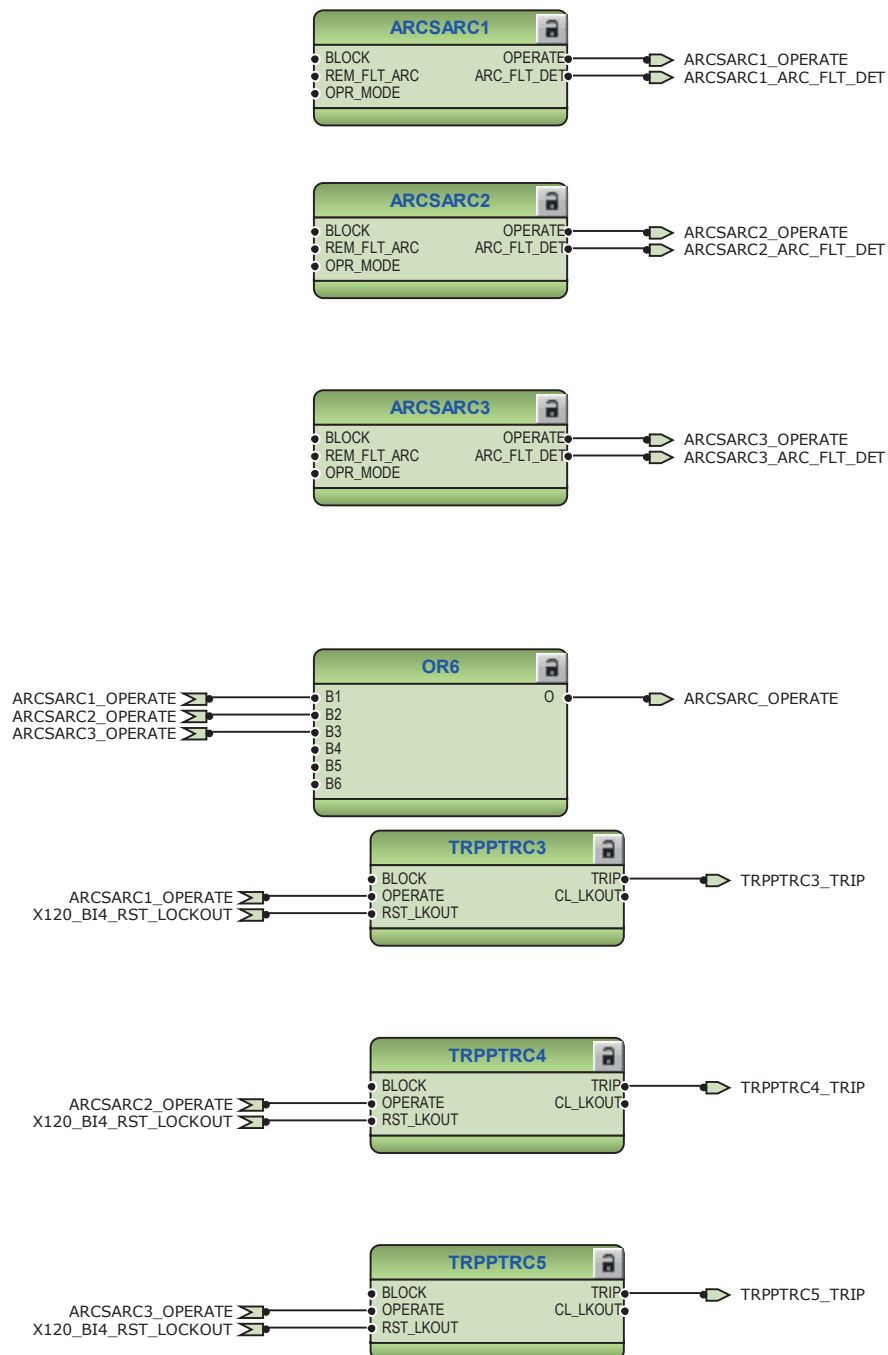 ARCSARC1
BLOCK OPERATE ARCSARC1_OPERATE
REM_FLT_ARC ARC_FLT_DET ARCSARC1_ARC_FLT_DET
OPR_MODE
ARCSARC2
BLOCK OPERATE ARCSARC2_OPERATE
REM_FLT_ARC ARC_FLT_DET ARCSARC2_ARC_FLT_DET
OPR_MODE
ARCSARC3
BLOCK OPERATE ARCSARC3_OPERATE
REM_FLT_ARC ARC_FLT_DET ARCSARC3_ARC_FLT_DET
OPR_MODE
OR6
ARCSARC1_OPERATE B1 O ARCSARC_OPERATE
ARCSARC2_OPERATE B2
ARCSARC3_OPERATE B3
B4
B5
B6
TRPPTRC3
BLOCK TRIP TRPPTRC3_TRIP
ARCSARC1_OPERATE OPERATE CL_LKOUT
X120_BI4_RST_LOCKOUT RST_LKOUT
TRPPTRC4
BLOCK TRIP TRPPTRC4_TRIP
ARCSARC2_OPERATE OPERATE CL_LKOUT
X120_BI4_RST_LOCKOUT RST_LKOUT
TRPPTRC5
BLOCK TRIP TRPPTRC5_TRIP
ARCSARC3_OPERATE OPERATE CL_LKOUT
X120_BI4_RST_LOCKOUT RST_LKOUT